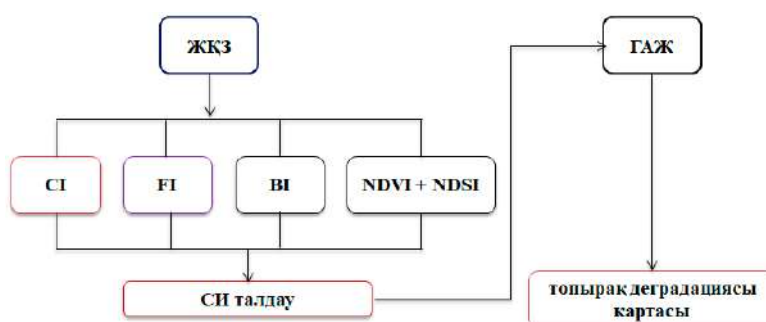 ЖҚЗ
ГАЖ
CI
FI
BI
NDVI + NDSI
СИ талдау
топырақ деградациясы
картасы